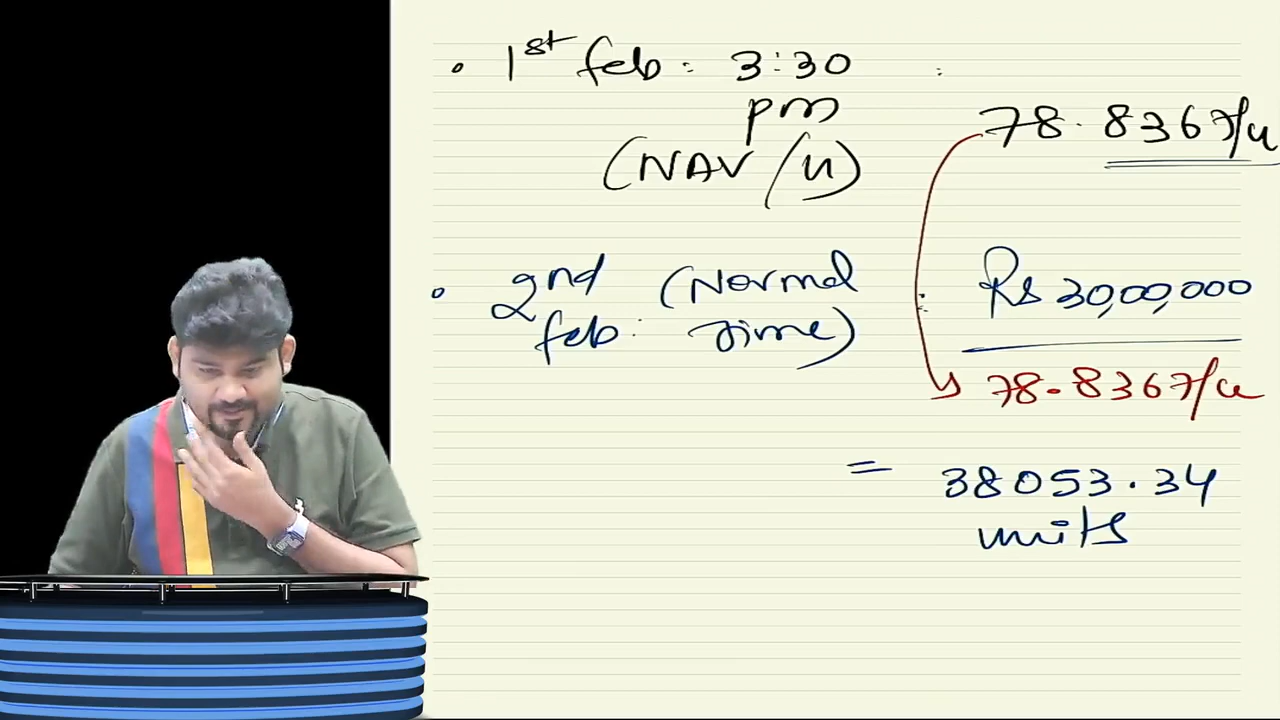 • 1st feb : 3:30 pm : 78.8367/u
(NAV/u)
• 2nd feb : (Normal Time) : Rs 30,00,000
78.8367/u
= 38053.34
units